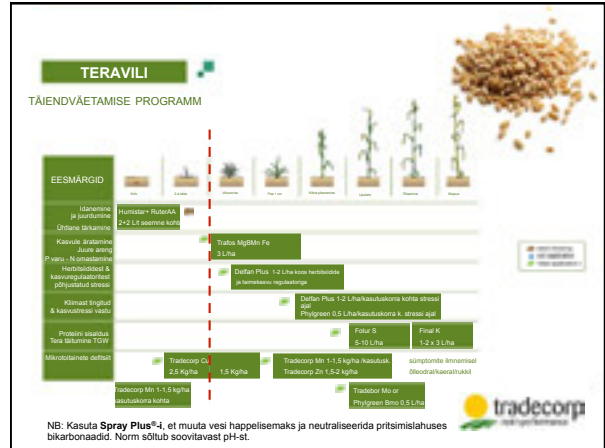 TERAVILI
TÄIENDVÄETAMISE PROGRAMM
EESMÄRGID
Idanemine
ja juurdumine
Ühtlane tärkamine
Humistar+ RuterAA
2+2 L/t seemne kohta
Kasvule äratamine
Juure areng
P varu - N omastamine
Trafos MgBMn Fe
3 L/ha
Herbitsiididest &
kasvuregulaatoritest
põhjustatud stressi
Delfan Plus 1-2 L/ha koos herbitsiidide
ja taimekasvu regulaatoriga
Kliimast tingitud
& kasvustressi vastu
Delfan Plus 1-2 L/ha/kasutuskorra kohta stressi
ajal
Phylgreen 0,5 L/ha/kasutuskorra k. stressi ajal
Proteiini sisaldus
Tera täitumine TGW
Folur S
5-10 L/ha
Final K
1-2 x 3 L/ha
Mikrotoitainete defitsiit
Tradecorp Cu
2,5 Kg/ha
1,5 Kg/ha
Tradecorp Mn 1-1,5 kg/ha /kasutusk.
Tradecorp Zn 1,5-2 kg/ha
sümptomite ilmnemisel
(õlleodral/kaeral/rukkil)
Tradecorp Mn 1-1,5 kg/ha
kasutuskorra kohta
Tradebor Mo or
Phylgreen Bmo 0,5 L/ha
tradecorp
NB: Kasuta Spray Plus®-i, et muuta vesi happelisemaks ja neutraliseerida pritsimislahuses
bikarbonaadid. Norm sõltub soovitavast pH-st.